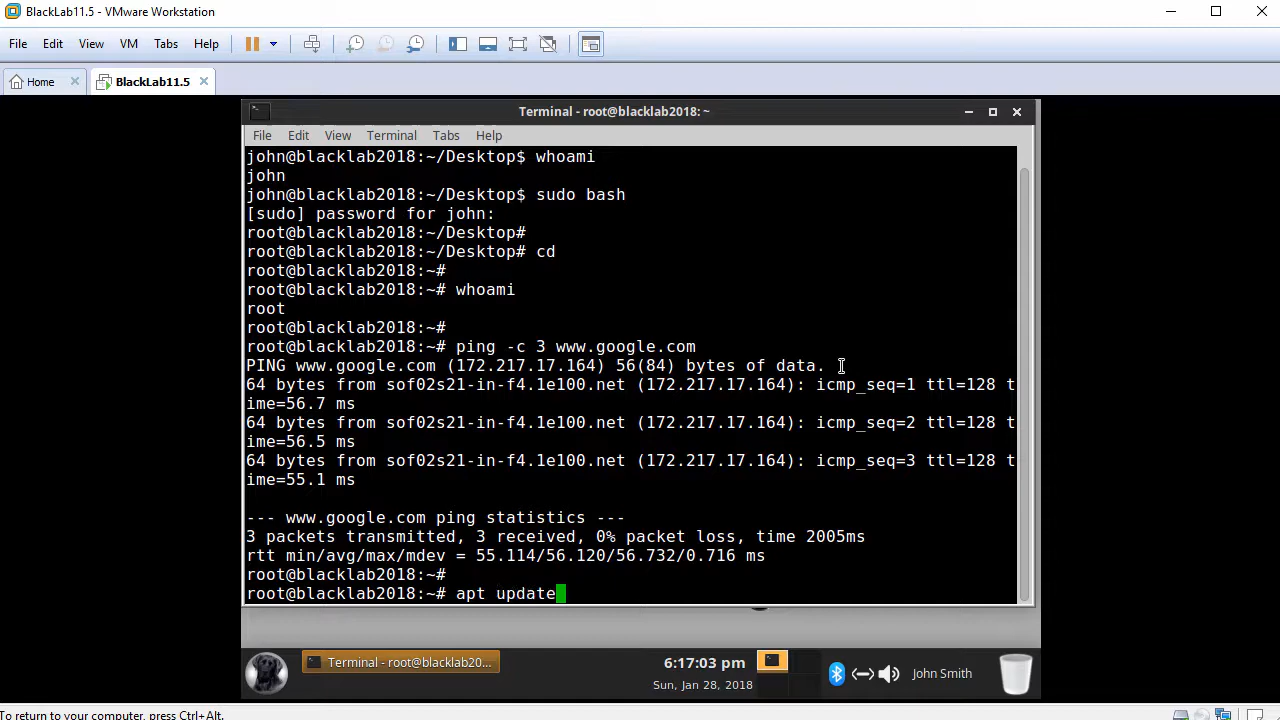 BlackLab11.5 - VMware Workstation
File Edit View VM Tabs Help
Home BlackLab11.5
Terminal - root@blacklab2018: ~
File Edit View Terminal Tabs Help
john@blacklab2018:~/Desktop$ whoami
john
john@blacklab2018:~/Desktop$ sudo bash
[sudo] password for john:
root@blacklab2018:~/Desktop#
root@blacklab2018:~/Desktop# cd
root@blacklab2018:~#
root@blacklab2018:~# whoami
root
root@blacklab2018:~#
root@blacklab2018:~# ping -c 3 www.google.com
PING www.google.com (172.217.17.164) 56(84) bytes of data.
64 bytes from sof02s21-in-f4.1e100.net (172.217.17.164): icmp_seq=1 ttl=128 t
ime=56.7 ms
64 bytes from sof02s21-in-f4.1e100.net (172.217.17.164): icmp_seq=2 ttl=128 t
ime=56.5 ms
64 bytes from sof02s21-in-f4.1e100.net (172.217.17.164): icmp_seq=3 ttl=128 t
ime=55.1 ms
--- www.google.com ping statistics ---
3 packets transmitted, 3 received, 0% packet loss, time 2005ms
rtt min/avg/max/mdev = 55.114/56.120/56.732/0.716 ms
root@blacklab2018:~#
root@blacklab2018:~# apt update
Terminal - root@blacklab20... 6:17:03 pm John Smith
Sun, Jan 28, 2018
To return to your computer, press Ctrl+Alt.